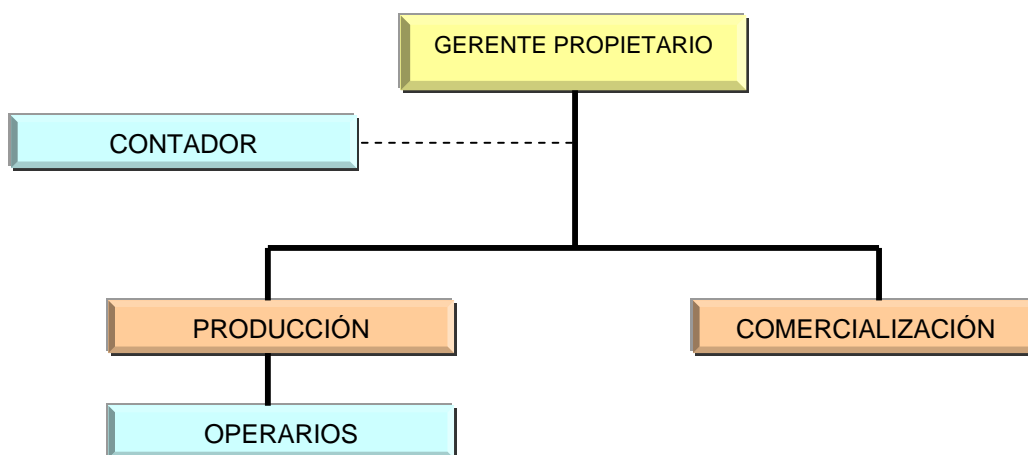 GERENTE PROPIETARIO
CONTADOR
PRODUCCIÓN
COMERCIALIZACIÓN
OPERARIOS